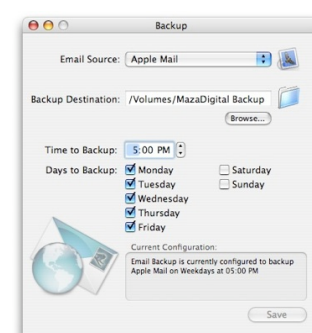 Backup
Email Source: Apple Mail
Backup Destination: /Volumes/MazaDigital Backup
Browse...
Time to Backup: 5:00 PM
Days to Backup: Monday Saturday
Tuesday Sunday
Wednesday
Thursday
Friday
Current Configuration:
Email Backup is currently configured to backup
Apple Mail on Weekdays at 05:00 PM
Save